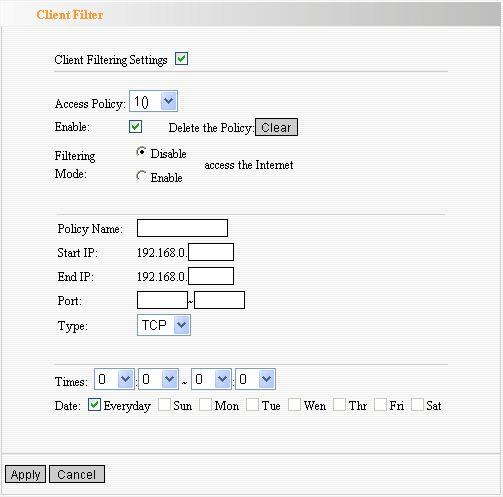 Client Filter
Client Filtering Settings
Access Policy: 1()
Enable: Delete the Policy: Clear
Filtering Mode: Disable access the Internet
Enable
Policy Name:
Start IP: 192.168.0.
End IP: 192.168.0.
Port: ~
Type: TCP
Times: 0 : 0 ~ 0 : 0
Date: Everyday Sun Mon Tue Wen Thr Fri Sat
Apply Cancel